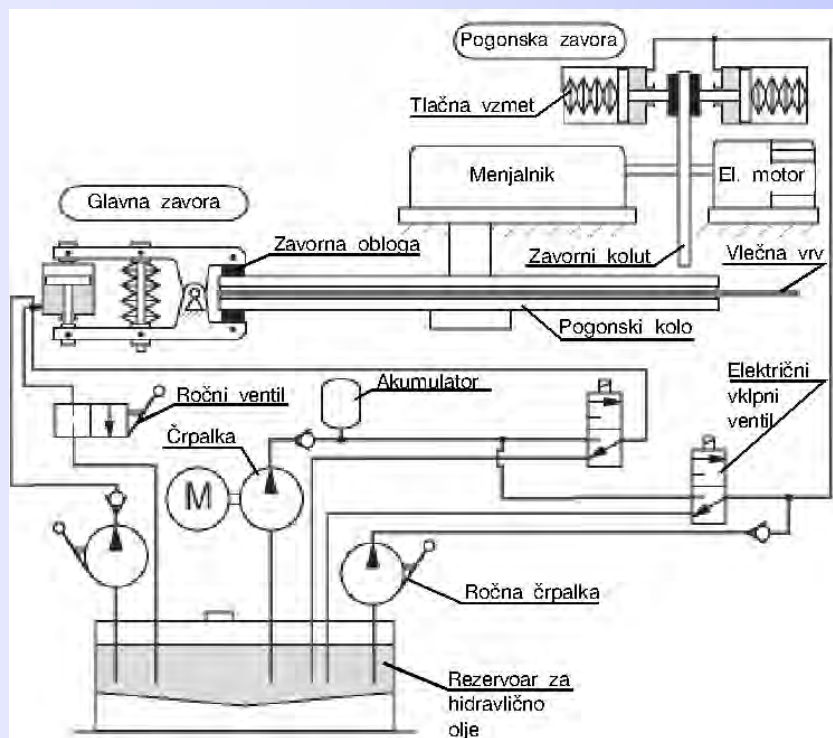 Pogonska zavora
Tlačna vzmet
Menjalnik
El. motor
Glavna zavora
Zavorna obloga
Zavorni kolut
Vlečna vrv
Pogonski kolo
Ročni ventil
Akumulator
Električni
vklpni
ventil
Črpalka
M
Ročna črpalka
Rezervoar za
hidravlično
olje